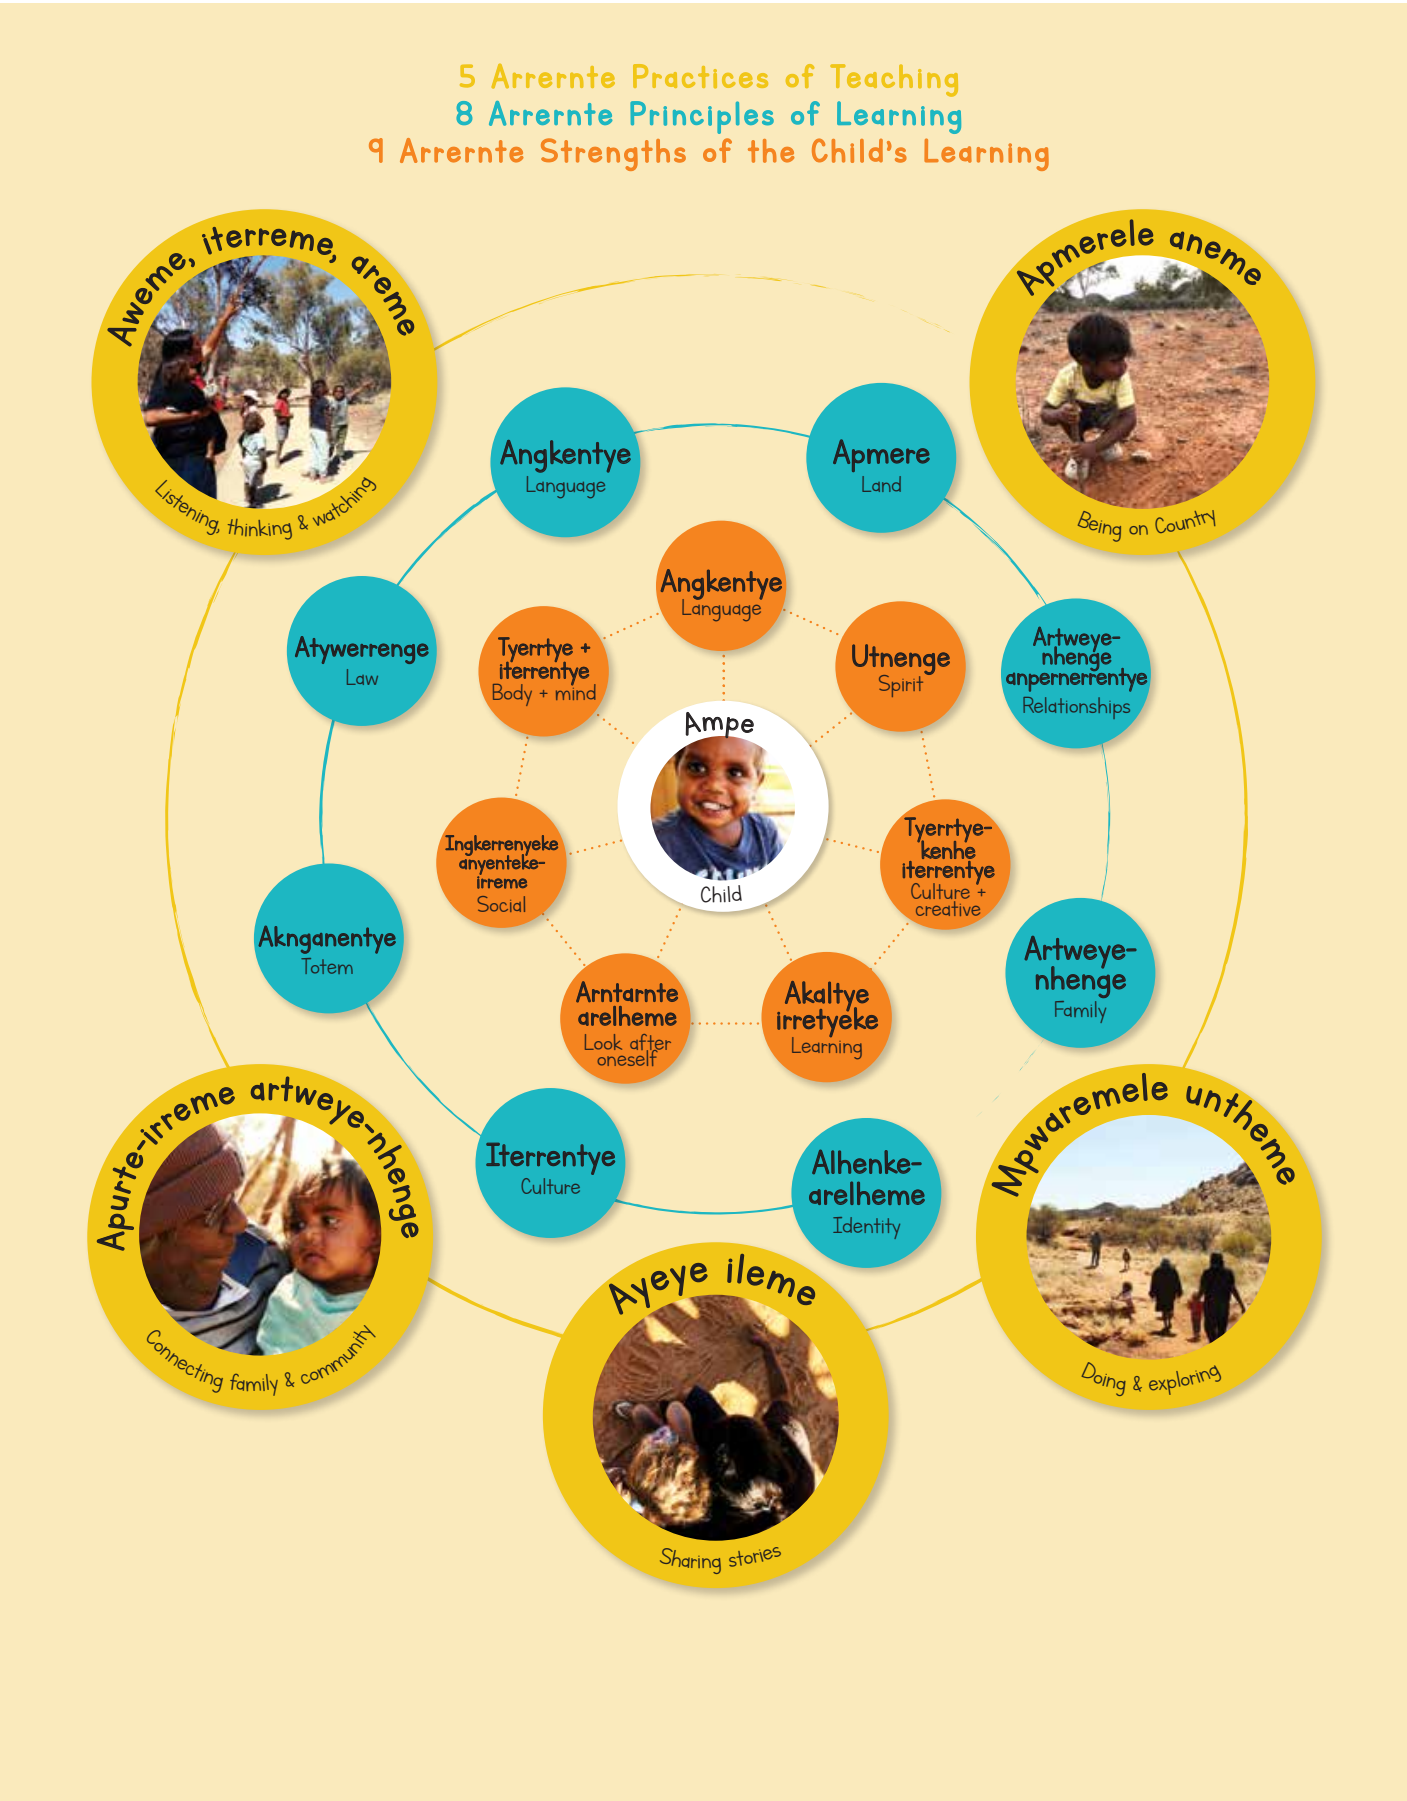 5 Arrernte Practices of Teaching
8 Arrernte Principles of Learning
9 Arrernte Strengths of the Child's Learning
Aweme, iterreme, areme
Listening, thinking & watching
Apmerele aneme
Being on Country
Angkentye
Language
Apmere
Land
Angkentye
Language
Atywerrenge
Law
Tyerrtye +
iterrentye
Body + mind
Utnenge
Spirit
Artweye-
nhenge
anpernerrentye
Relationships
Ampe
Child
Ingkerrenyeke
anyenteke-
irreme
Social
Tyerrtye-
kenhe
iterrentye
Culture +
creative
Aknganentye
Totem
Artweye-
nhenge
Family
Arntarnte
arelheme
Look after
oneself
Akaltye
irretyeke
Learning
Iterrentye
Culture
Alhenke-
arelheme
Identity
Apurte-irreme artweye-nhenge
Connecting family & community
Mpwaremele untheme
Doing & exploring
Ayeye ileme
Sharing stories